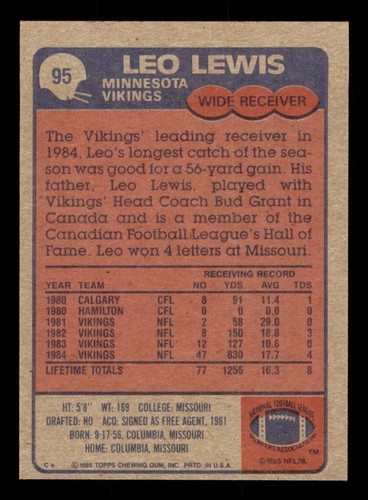 95
LEO LEWIS
MINNESOTA
VIKINGS
WIDE RECEIVER
The Vikings' leading receiver in
1984, Leo's longest catch of the sea-
son was good for a 56-yard gain. His
father, Leo Lewis, played with
Vikings' Head Coach Bud Grant in
Canada and is a member of the
Canadian Football League's Hall of
Fame. Leo won 4 letters at Missouri.
RECEIVING RECORD
YEAR TEAM NO YDS AVG TDS
1980 CALGARY CFL 8 91 11.4 1
1980 HAMILTON CFL 0 0 0.0 0
1981 VIKINGS NFL 2 58 29.0 0
1982 VIKINGS NFL 8 150 18.8 3
1983 VIKINGS NFL 12 127 10.6 0
1984 VIKINGS NFL 47 830 17.7 4
LIFETIME TOTALS 77 1256 16.3 8
HT: 5'8" WT: 169 COLLEGE: MISSOURI
DRAFTED: NO ACQ: SIGNED AS FREE AGENT, 1981
BORN: 9-17-56, COLUMBIA, MISSOURI
HOME: COLUMBIA, MISSOURI
C* ©1985 TOPPS CHEWING GUM, INC. PRTD. IN U.S.A.
NATIONAL FOOTBALL LEAGUE
PLAYERS ASSOCIATION
TM
©1985 NFLPA